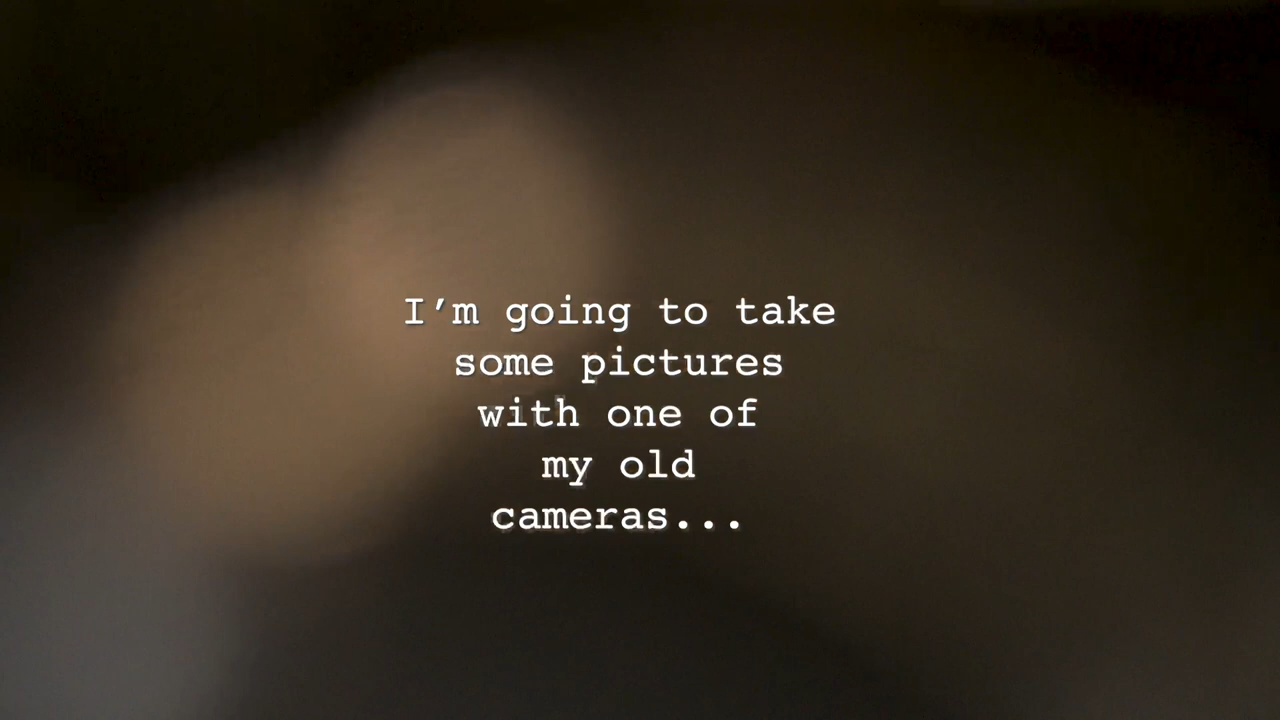 I’m going to take
some pictures
with one of
my old
cameras...